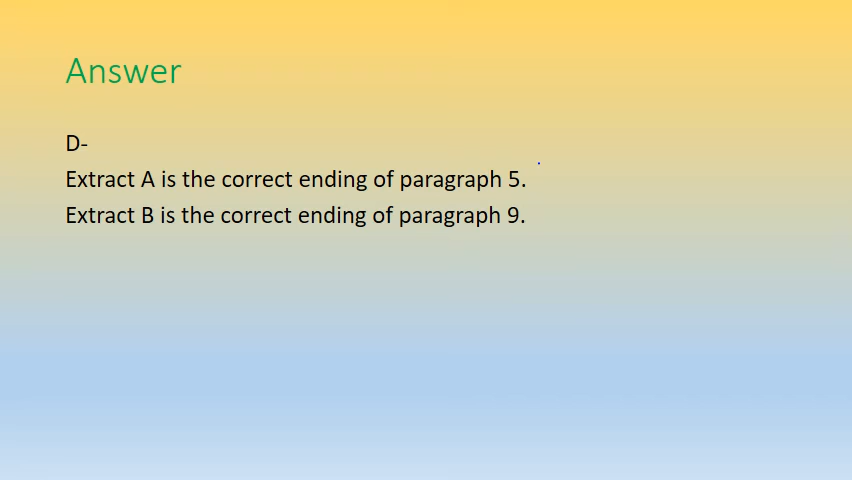 Answer
D-
Extract A is the correct ending of paragraph 5.
Extract B is the correct ending of paragraph 9.